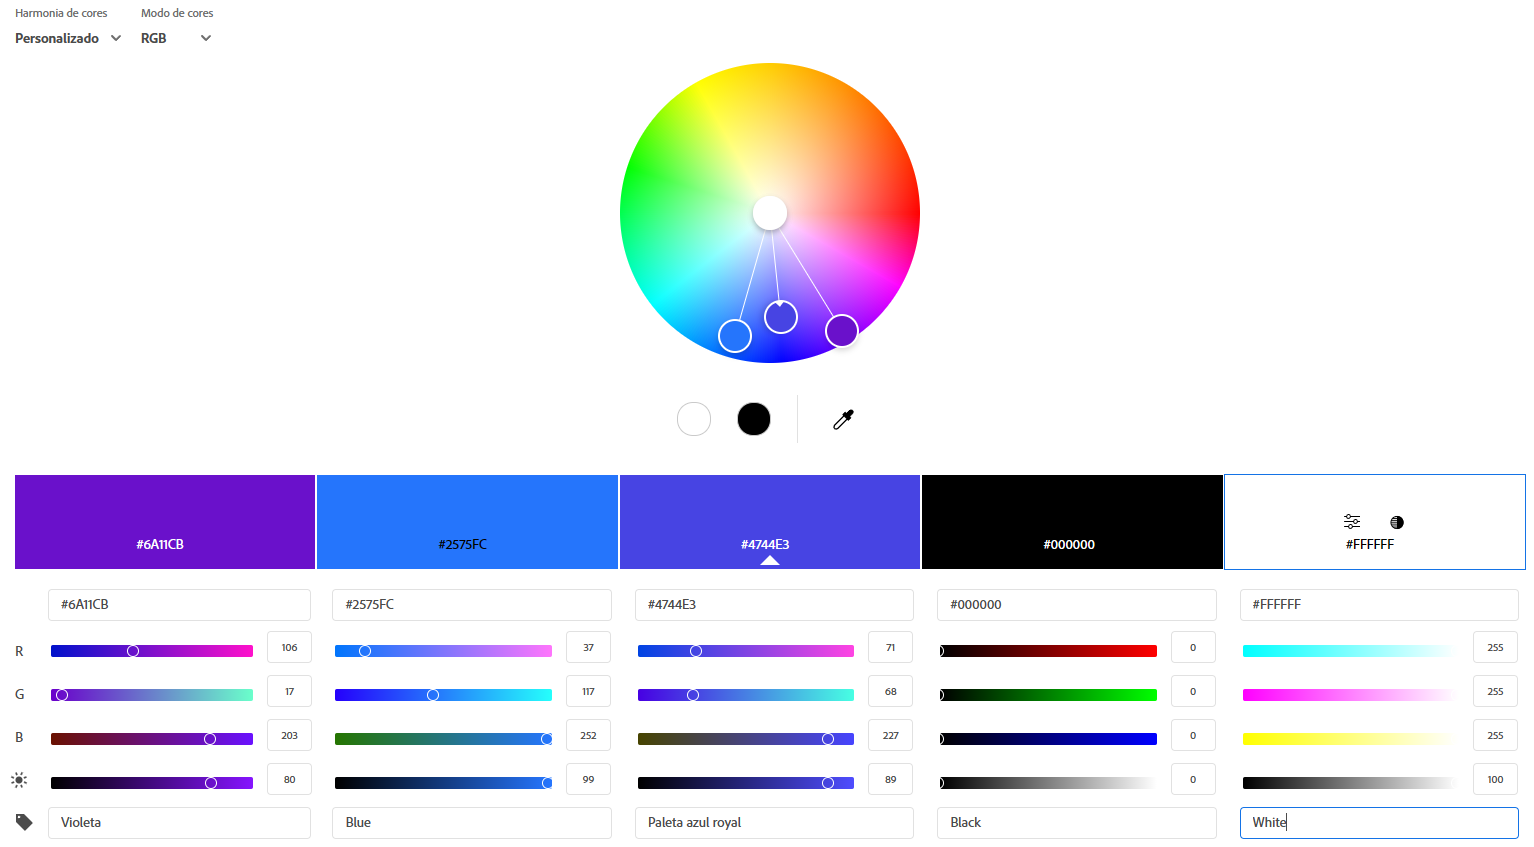 Harmonia de cores Modo de cores
Personalizado RGB
#6A11CB #2575FC #4744E3 #000000 #FFFFFF
#6A11CB #2575FC #4744E3 #000000 #FFFFFF
R 106 37 71 0 255
G 17 117 68 0 255
B 203 252 227 0 255
80 99 89 0 100
Violeta Blue Paleta azul royal Black White